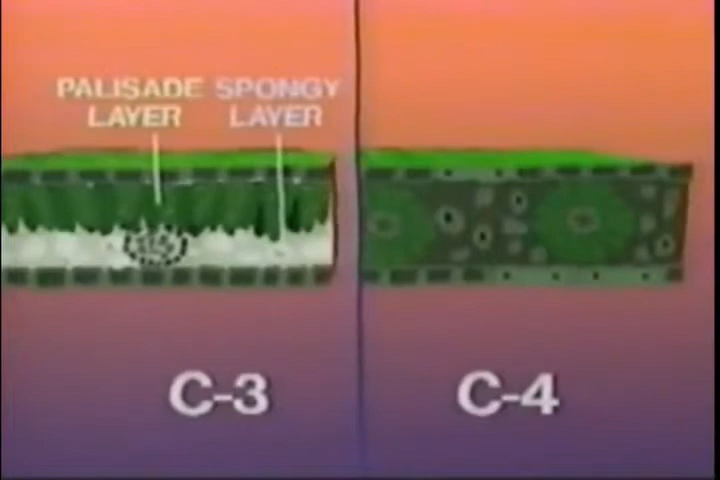 PALISADE
LAYER
SPONGY
LAYER
C-3
C-4